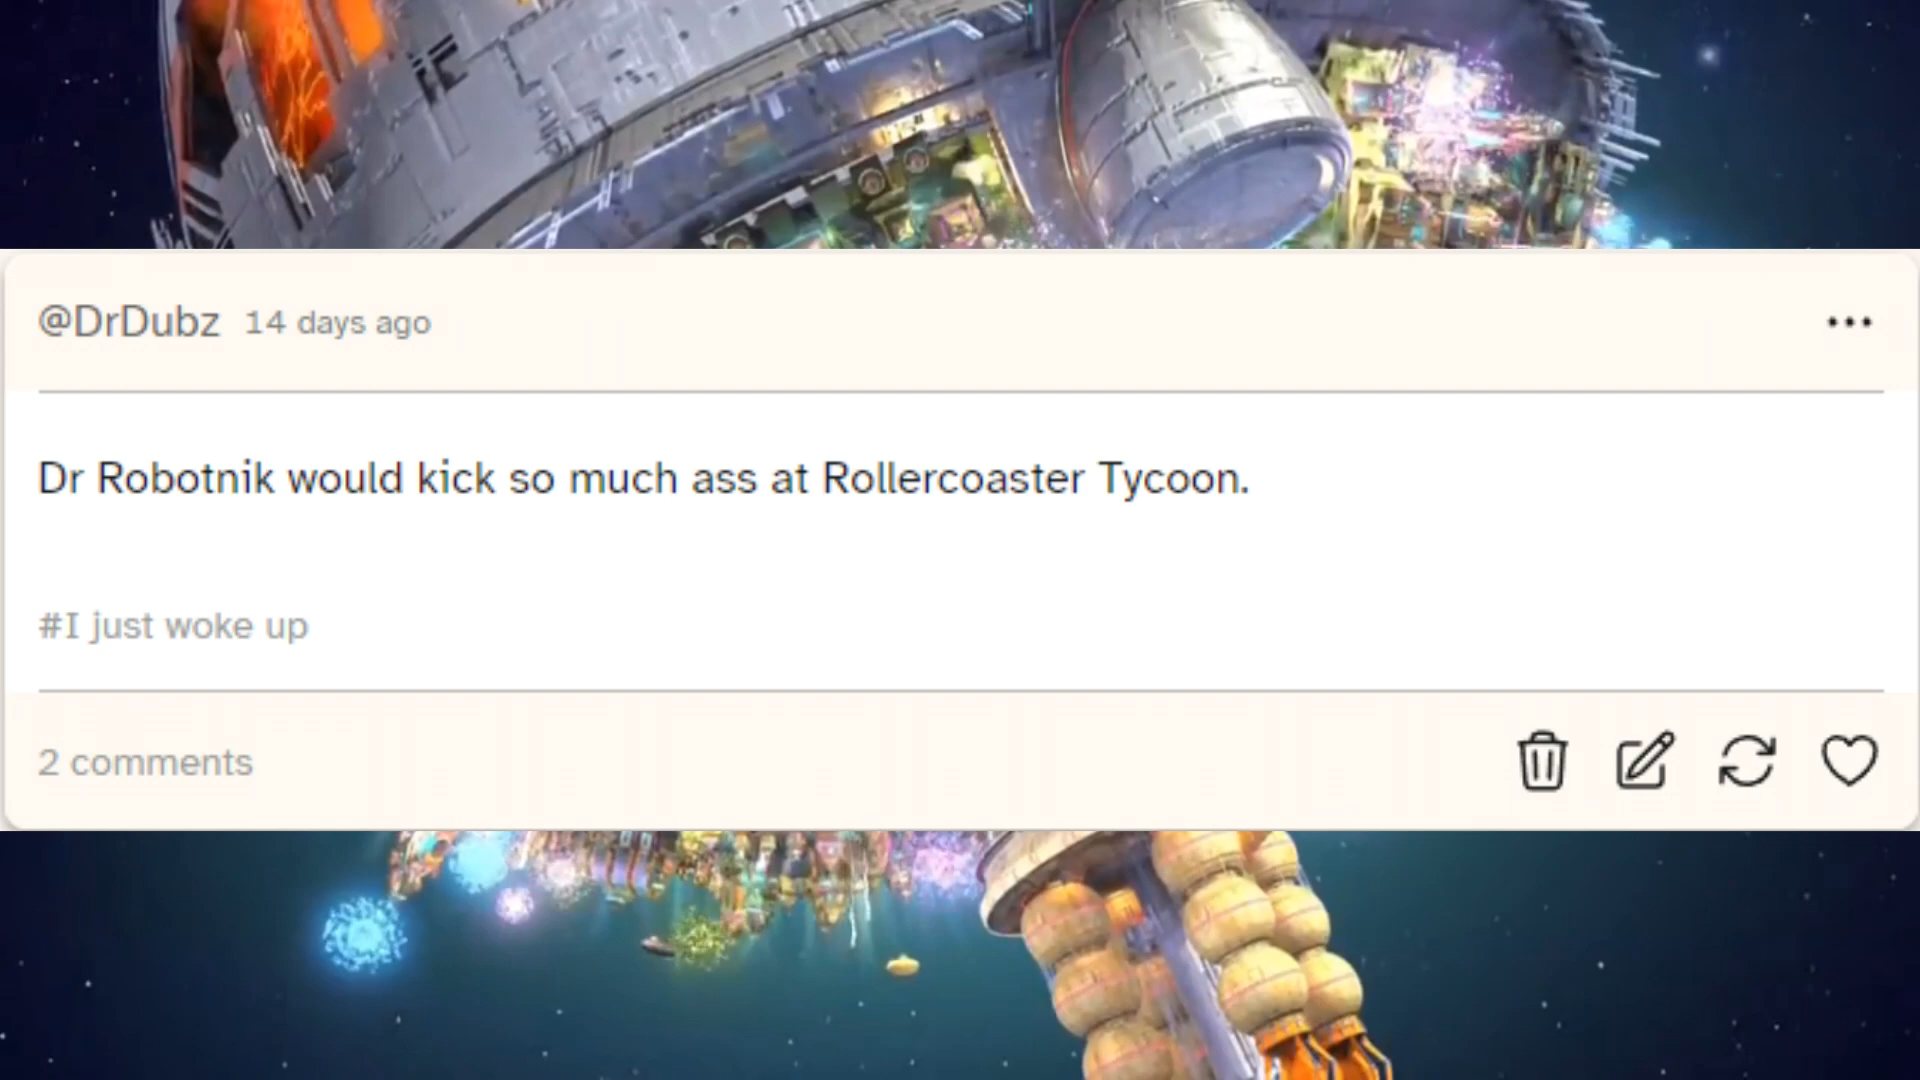 @DrDubz 14 days ago
Dr Robotnik would kick so much ass at Rollercoaster Tycoon.
#I just woke up
2 comments